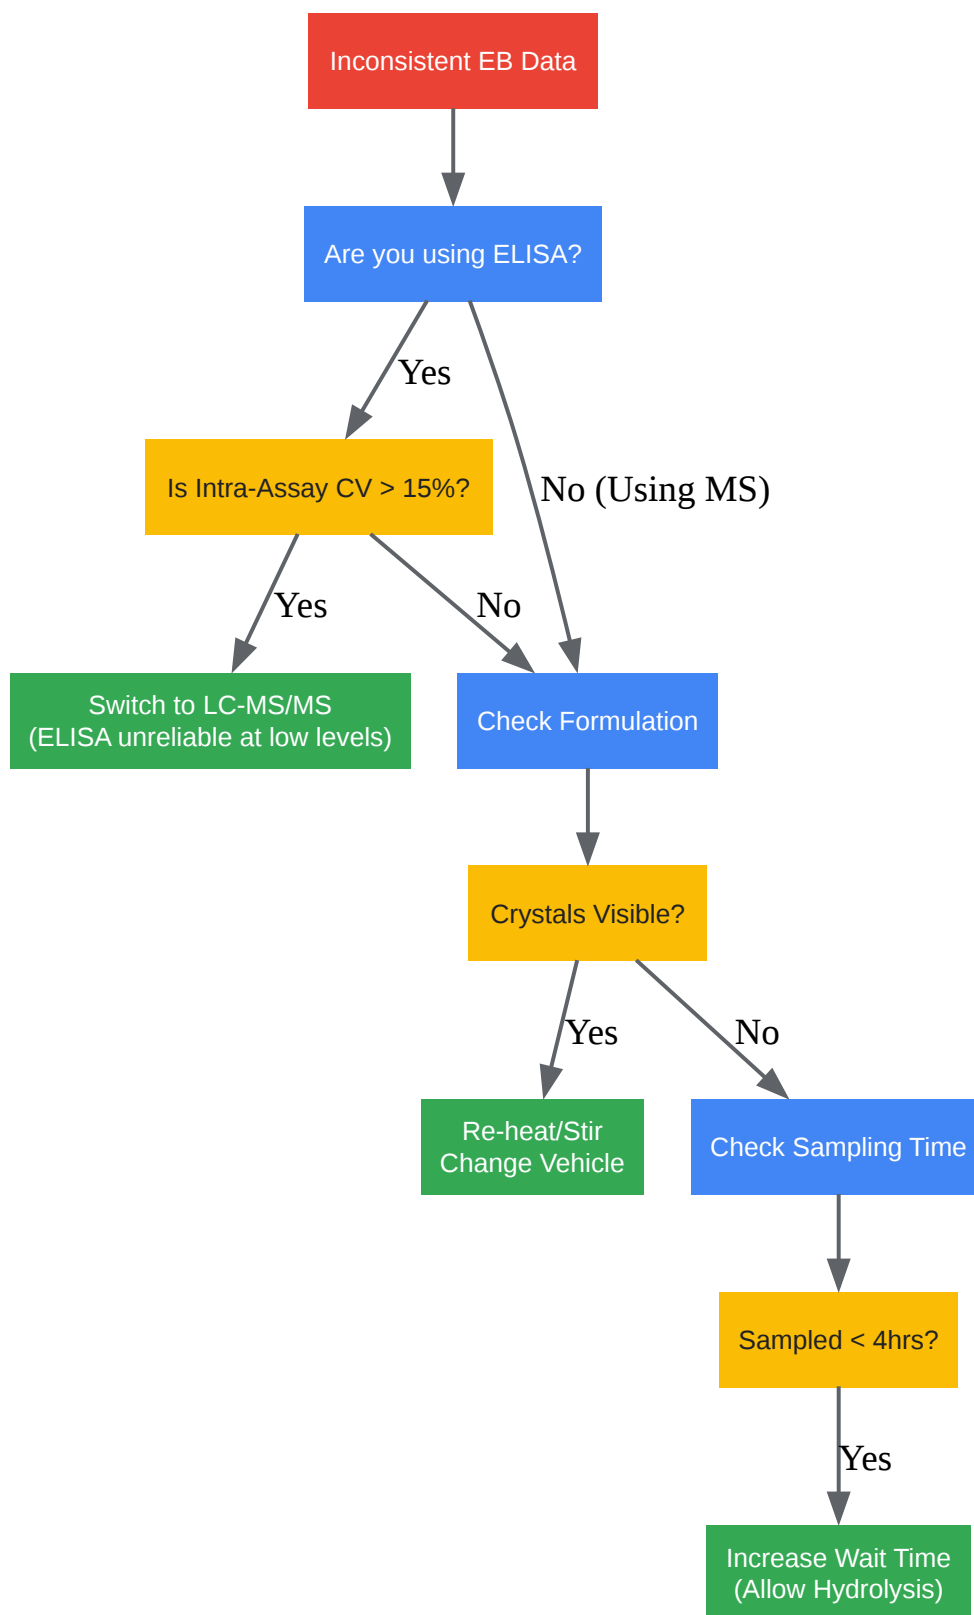 Inconsistent EB Data
Are you using ELISA?
Yes
Is Intra-Assay CV > 15%?
No (Using MS)
Yes
No
Switch to LC-MS/MS
(ELISA unreliable at low levels)
Check Formulation
Crystals Visible?
Yes
No
Re-heat/Stir
Change Vehicle
Check Sampling Time
Sampled < 4hrs?
Yes
Increase Wait Time
(Allow Hydrolysis)